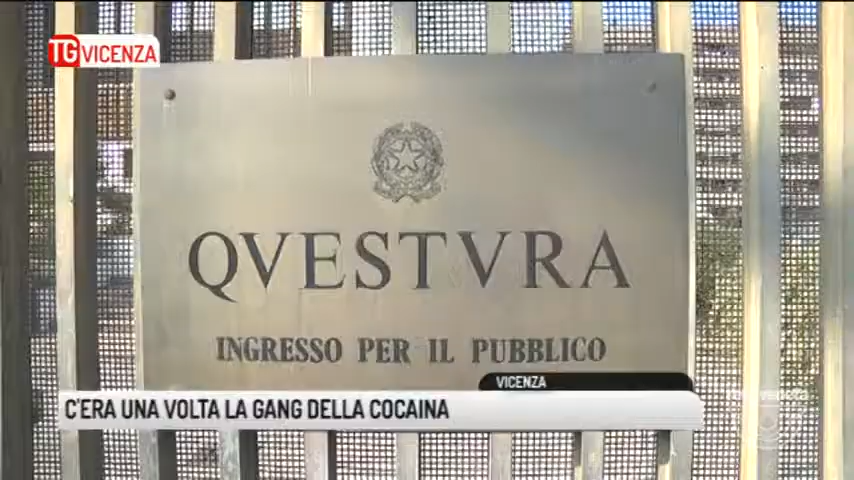 TGVICENZA
QVESTVRA
INGRESSO PER IL PUBBLICO
VICENZA
C'ERA UNA VOLTA LA GANG DELLA COCAINA